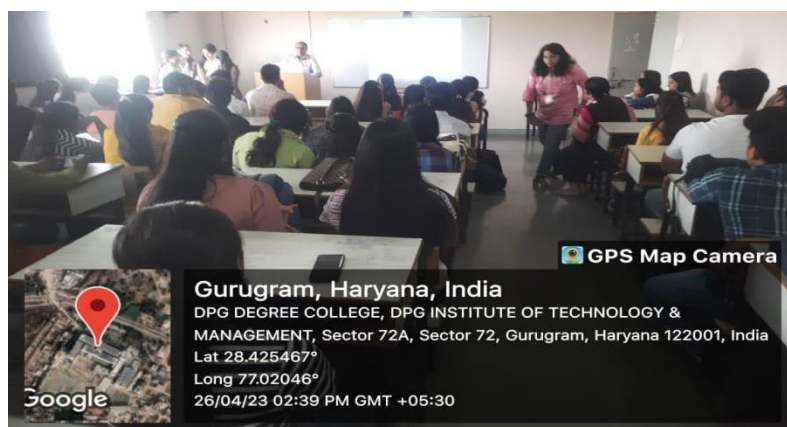 GPS Map Camera
Gurugram, Haryana, India
DPG DEGREE COLLEGE, DPG INSTITUTE OF TECHNOLOGY &
MANAGEMENT, Sector 72A, Sector 72, Gurugram, Haryana 122001, India
Lat 28.425467°
Long 77.02046°
26/04/23 02:39 PM GMT +05:30
Google